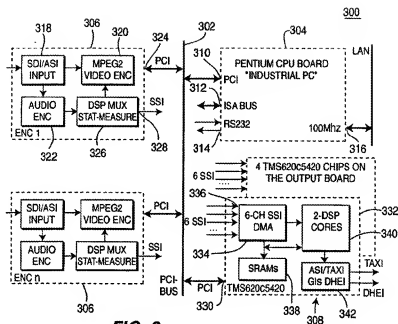 300
318
306
320
302
304
324
SDI/ASI INPUT
MPEG2 VIDEO ENC
PCI
310
PENTIUM CPU BOARD "INDUSTRIAL PC"
LAN
PCI
312
ISA BUS
AUDIO ENC
DSP MUX STAT-MEASURE
SSI
RS232
314
100Mhz
316
ENC 1
322
326
328
4 TMS620c5420 CHIPS ON THE OUTPUT BOARD
6 SSI
336
332
SDI/ASI INPUT
MPEG2 VIDEO ENC
PCI
6 SSI
6-CH SSI DMA
2-DSP CORES
340
334
AUDIO ENC
DSP MUX STAT-MEASURE
SSI
TAXI
ENC n
PCI-BUS
PCI
SRAMs
ASI/TAXI GIs DHEI
DHEI
306
330
TMS620c5420
338
308
342